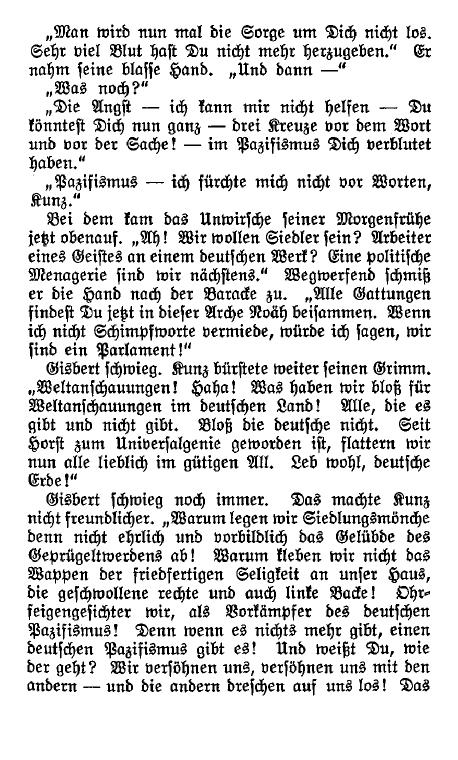 „Man wird nun mal die Sorge um Dich nicht los.
Sehr viel Blut hast Du nicht mehr herzugeben.“ Er
nahm seine blasse Hand. „Und dann —“
„Was noch?“
„Die Angst — ich kann mir nicht helfen — Du
könntest Dich nun ganz — drei Kreuze vor dem Wort
und vor der Sache! — im Pazifismus Dich verblutet
haben.“
„Pazifismus — ich fürchte mich nicht vor Worten,
Kunz.“
Bei dem kam das Unwirsche seiner Morgenfrühe
jetzt obenauf. „Ah! Wir wollen Siedler sein? Arbeiter
eines Geistes an einem deutschen Werk? Eine politische
Menagerie sind wir nächstens.“ Wegwerfend schmiß
er die Hand nach der Baracke zu. „Alle Gattungen
findest Du jetzt in dieser Arche Noäh beisammen. Wenn
ich nicht Schimpfworte vermiede, würde ich sagen, wir
sind ein Parlament!“
Gisbert schwieg. Kunz bürstete weiter seinen Grimm.
„Weltanschauungen! Haha! Was haben wir bloß für
Weltanschauungen im deutschen Land! Alle, die es
gibt und nicht gibt. Bloß die deutsche nicht. Seit
Horst zum Universalgenie geworden ist, flattern wir
nun alle lieblich im gütigen All. Leb wohl, deutsche
Erde!“
Gisbert schwieg noch immer. Das machte Kunz
nicht freundlicher. „Warum legen wir Siedlungsmönche
denn nicht ehrlich und vorbildlich das Gelübde des
Geprügeltwerdens ab! Warum kleben wir nicht das
Wappen der friedfertigen Seligkeit an unser Haus,
die geschwollene rechte und auch linke Backe! Ohr-
feigengesichter wir, als Vorkämpfer des deutschen
Pazifismus! Denn wenn es nichts mehr gibt, einen
deutschen Pazifismus gibt es! Und weißt Du, wie
der geht? Wir versöhnen uns, versöhnen uns mit den
andern — und die andern dreschen auf uns los! Das